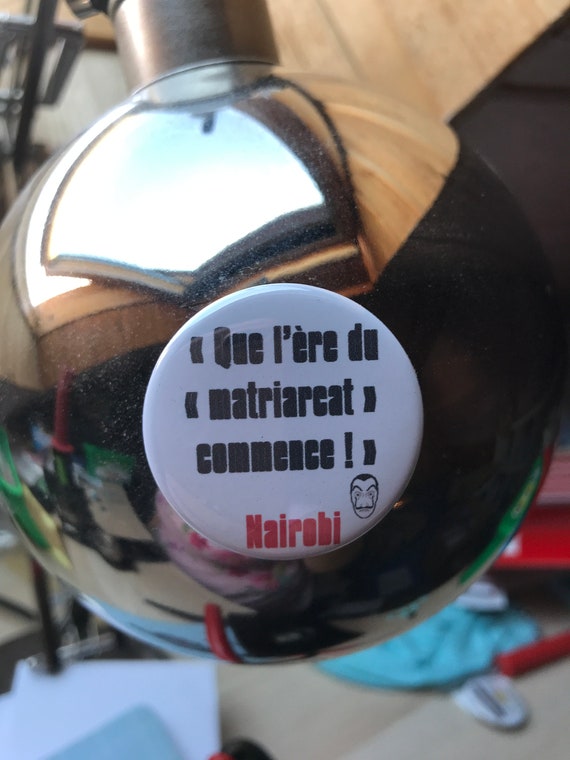 « Que l'ère du
« matriarcat »
commence ! »
Nairobi